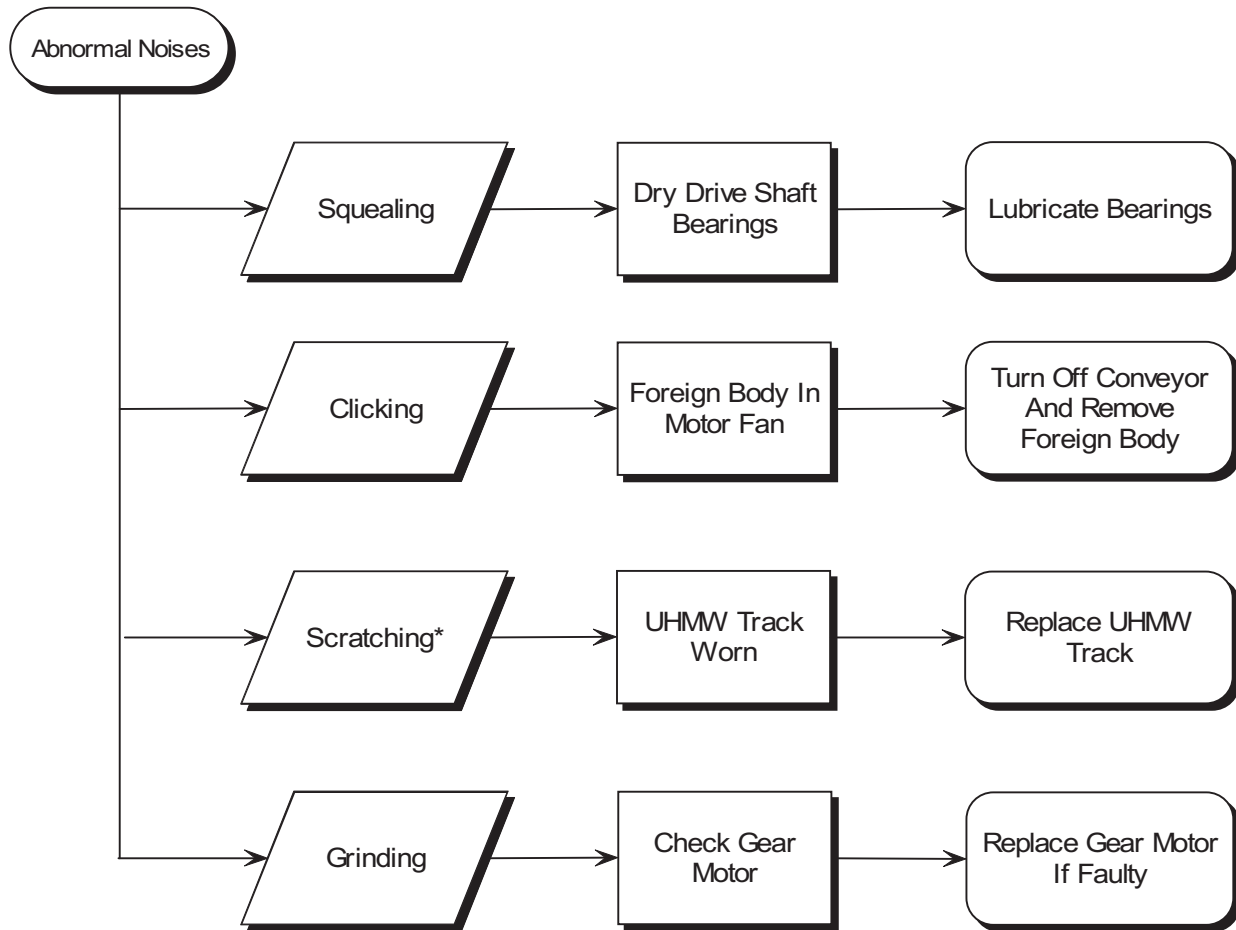 Abnormal Noises
Squealing
Dry Drive Shaft
Bearings
Lubricate Bearings
Clicking
Foreign Body In
Motor Fan
Turn Off Conveyor
And Remove
Foreign Body
Scratching*
UHMW Track
Worn
Replace UHMW
Track
Grinding
Check Gear
Motor
Replace Gear Motor
If Faulty